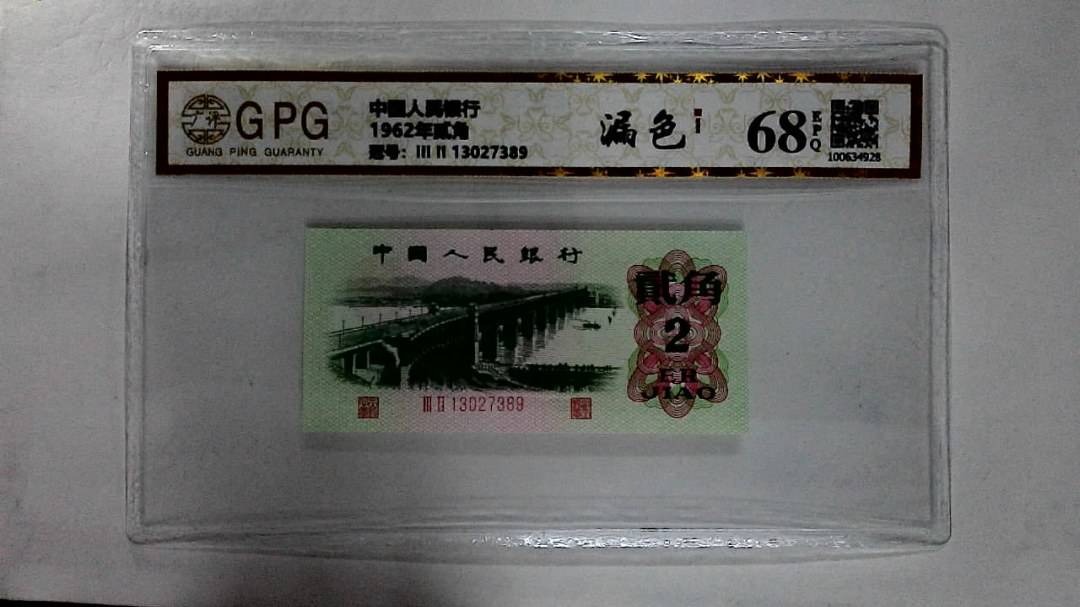 GPG
GUANG PING GUARANTY
中國人民銀行
1962年贰角
冠号: III II 13027389
漏色
68
EPQ
100634928
中國人民銀行
貳角
2
ER
JIAO
III II 13027389